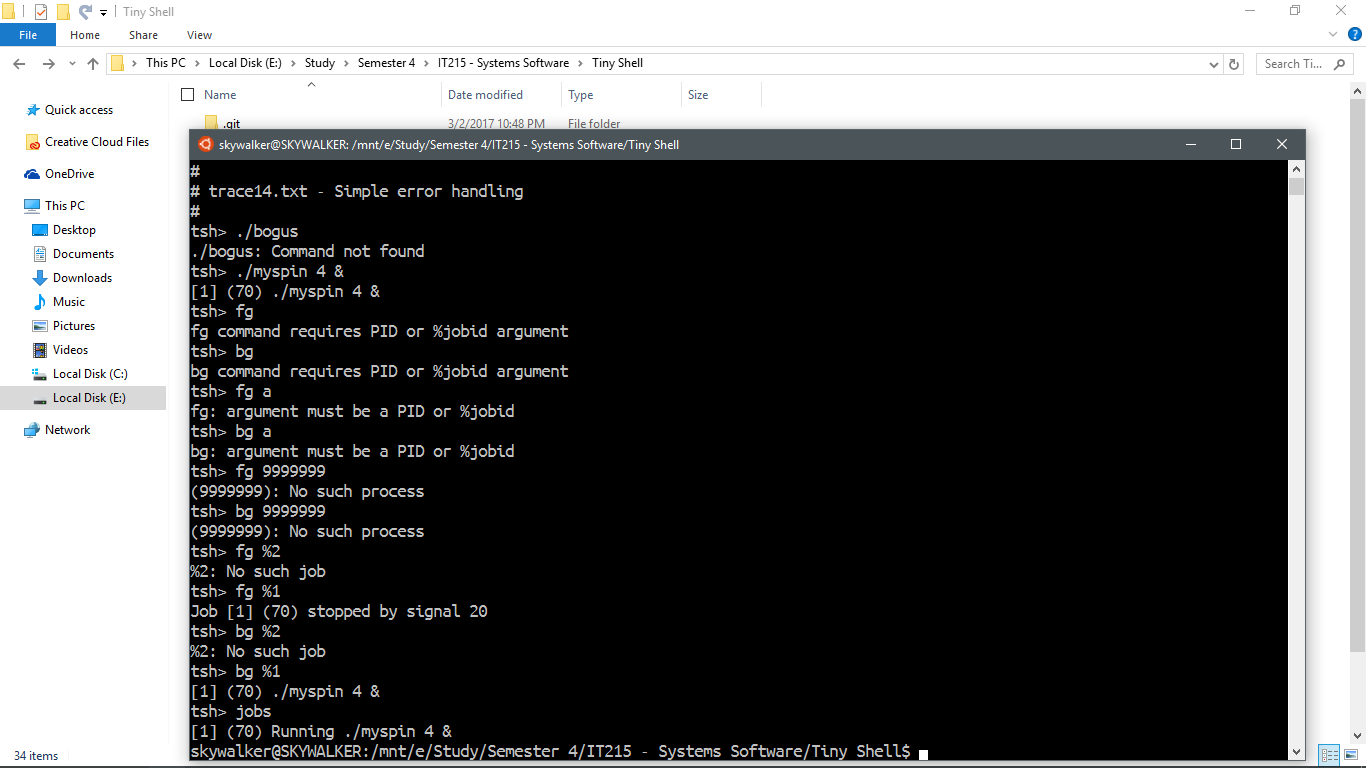 Tiny Shell
File Home Share View
This PC > Local Disk (E:) > Study > Semester 4 > IT215 - Systems Software > Tiny Shell
Search Ti...
Name Date modified Type Size
.git 3/2/2017 10:48 PM File folder
Quick access
Creative Cloud Files
OneDrive
This PC
Desktop
Documents
Downloads
Music
Pictures
Videos
Local Disk (C:)
Local Disk (E:)
Network
34 items
skywalker@SKYWALKER: /mnt/e/Study/Semester 4/IT215 - Systems Software/Tiny Shell
#
# trace14.txt - Simple error handling
#
tsh> ./bogus
./bogus: Command not found
tsh> ./myspin 4 &
[1] (70) ./myspin 4 &
tsh> fg
fg command requires PID or %jobid argument
tsh> bg
bg command requires PID or %jobid argument
tsh> fg a
fg: argument must be a PID or %jobid
tsh> bg a
bg: argument must be a PID or %jobid
tsh> fg 9999999
(9999999): No such process
tsh> bg 9999999
(9999999): No such process
tsh> fg %2
%2: No such job
tsh> fg %1
Job [1] (70) stopped by signal 20
tsh> bg %2
%2: No such job
tsh> bg %1
[1] (70) ./myspin 4 &
tsh> jobs
[1] (70) Running ./myspin 4 &
skywalker@SKYWALKER:/mnt/e/Study/Semester 4/IT215 - Systems Software/Tiny Shell$